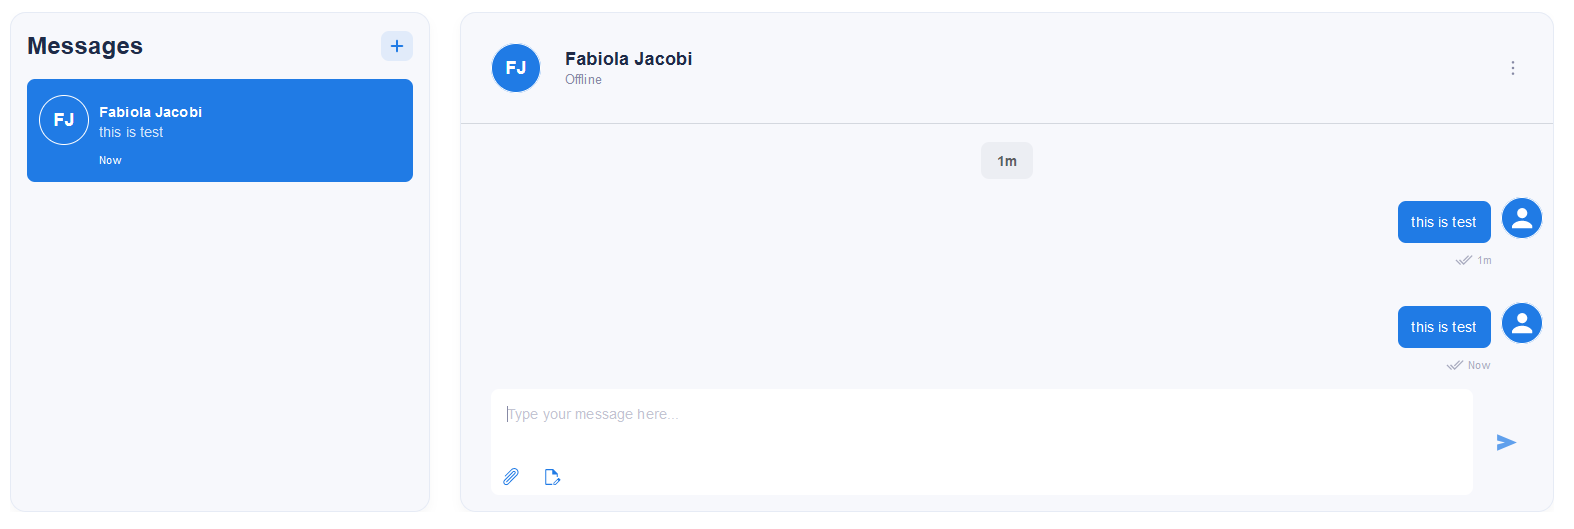 Messages
FJ
Fabiola Jacobi
this is test
Now
FJ
Fabiola Jacobi
Offline
1m
this is test
1m
this is test
Now
Type your message here...